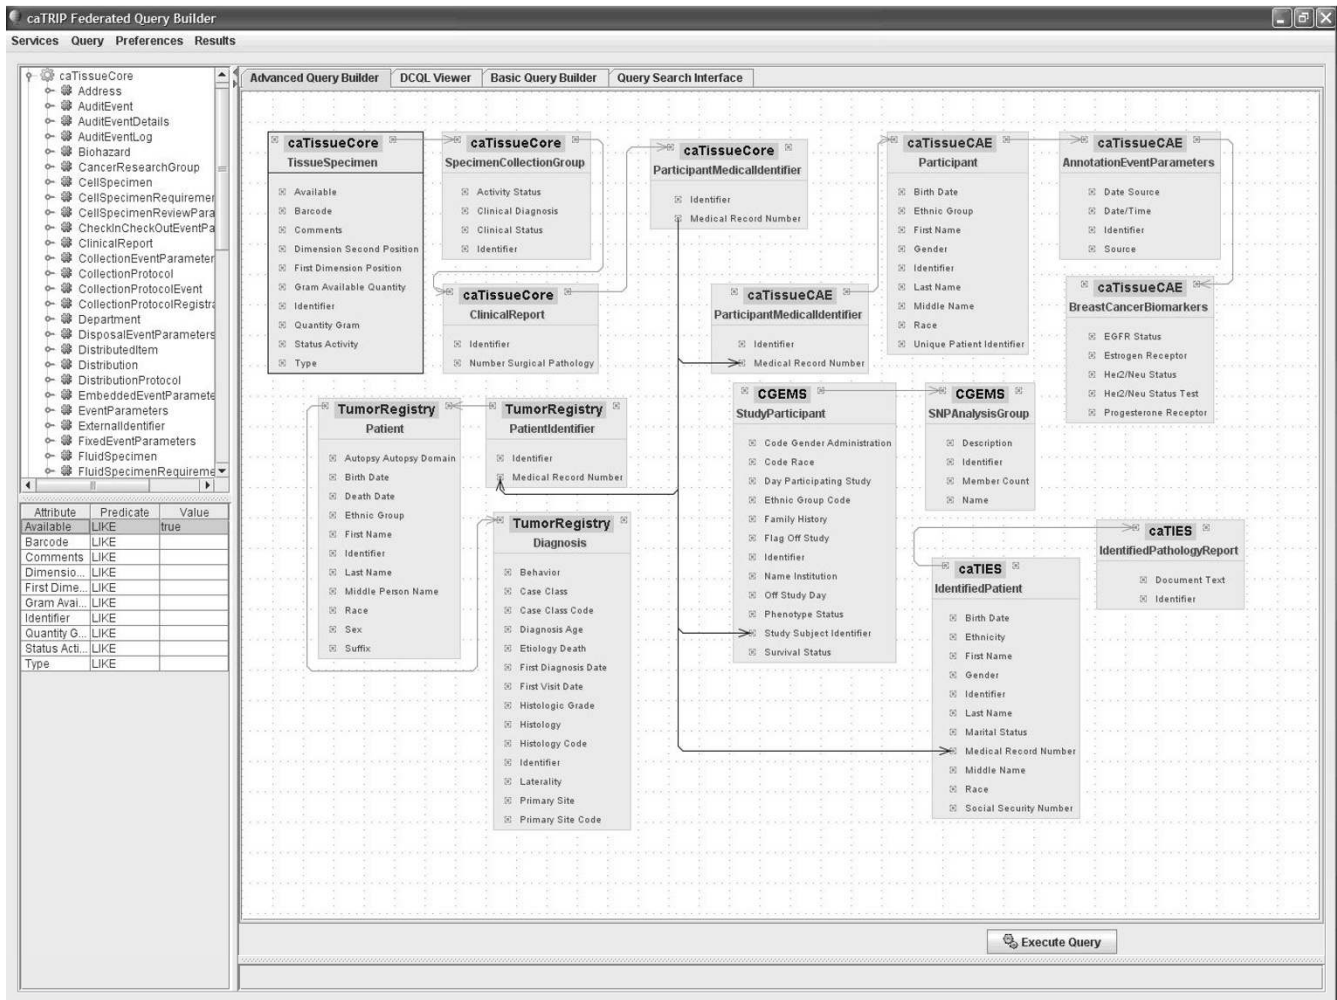 caTRIP Federated Query Builder
Services Query Preferences Results
caTissueCore
Address
AuditEvent
AuditEventDetails
AuditEventLog
Biohazard
CancerResearchGroup
CellSpecimen
CellSpecimenRequiremer
CellSpecimenReviewPara
CheckInCheckOutEventPa
ClinicalReport
CollectionEventParameter
CollectionProtocol
CollectionProtocolEvent
CollectionProtocolRegistra
Department
DisposalEventParameters
DistributedItem
Distribution
DistributionProtocol
EmbeddedEventParamete
EventParameters
ExternalIdentifier
FixedEventParameters
FluidSpecimen
FluidSpecimenRequireme
Attribute Predicate Value
Available LIKE true
Barcode LIKE
Comments LIKE
Dimensio... LIKE
First Dime... LIKE
Gram Avai... LIKE
Identifier LIKE
Quantity G... LIKE
Status Acti... LIKE
Type LIKE
Advanced Query Builder DCQL Viewer Basic Query Builder Query Search Interface
caTissueCore
TissueSpecimen
Available
Barcode
Comments
Dimension Second Position
First Dimension Position
Gram Available Quantity
Identifier
Quantity Gram
Status Activity
Type
caTissueCore
SpecimenCollectionGroup
Activity Status
Clinical Diagnosis
Clinical Status
Identifier
caTissueCore
ParticipantMedicalIdentifier
Identifier
Medical Record Number
caTissueCAE
Participant
Birth Date
Ethnic Group
First Name
Gender
Identifier
Last Name
Middle Name
Race
Unique Patient Identifier
caTissueCAE
AnnotationEventParameters
Date Source
Date/Time
Identifier
Source
caTissueCore
ClinicalReport
Identifier
Number Surgical Pathology
caTissueCAE
ParticipantMedicalIdentifier
Identifier
Medical Record Number
caTissueCAE
BreastCancerBiomarkers
EGFR Status
Estrogen Receptor
Her2/Neu Status
Her2/Neu Status Test
Progesterone Receptor
TumorRegistry
Patient
Autopsy Autopsy Domain
Birth Date
Death Date
Ethnic Group
First Name
Identifier
Last Name
Middle Person Name
Race
Sex
Suffix
TumorRegistry
PatientIdentifier
Identifier
Medical Record Number
CGEMS
StudyParticipant
Code Gender Administration
Code Race
Day Participating Study
Ethnic Group Code
Family History
Flag Off Study
Identifier
Name Institution
Off Study Day
Phenotype Status
Study Subject Identifier
Survival Status
CGEMS
SNPAnalysisGroup
Description
Identifier
Member Count
Name
TumorRegistry
Diagnosis
Behavior
Case Class
Case Class Code
Diagnosis Age
Etiology Death
First Diagnosis Date
First Visit Date
Histologic Grade
Histology
Histology Code
Identifier
Laterality
Primary Site
Primary Site Code
caTIES
IdentifiedPatient
Birth Date
Ethnicity
First Name
Gender
Identifier
Last Name
Marital Status
Medical Record Number
Middle Name
Race
Social Security Number
caTIES
IdentifiedPathologyReport
Document Text
Identifier
Execute Query